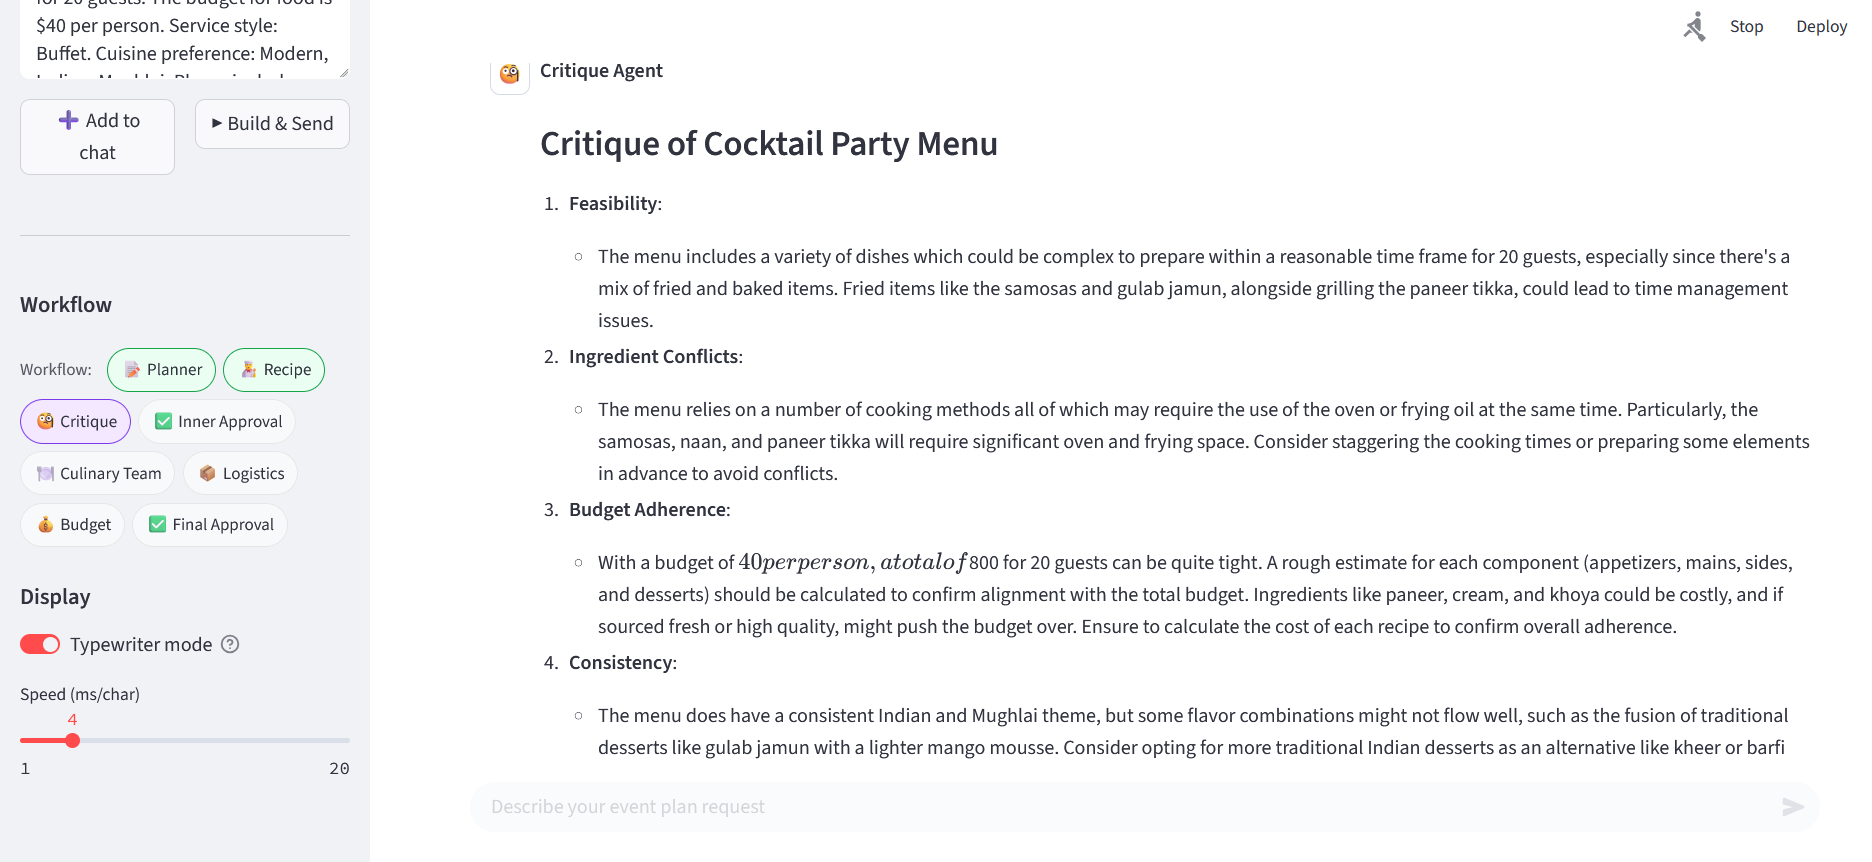 for 20 guests. The budget for food is
$40 per person. Service style:
Buffet. Cuisine preference: Modern,
➕ Add to
chat
▶ Build & Send
Workflow
Workflow:
📝 Planner
👩‍🍳 Recipe
🧐 Critique
✅ Inner Approval
🍽️ Culinary Team
📦 Logistics
💰 Budget
✅ Final Approval
Display
Typewriter mode
Speed (ms/char)
4
1
20
Stop
Deploy
Critique Agent
Critique of Cocktail Party Menu
1. Feasibility:
○ The menu includes a variety of dishes which could be complex to prepare within a reasonable time frame for 20 guests, especially since there's a
mix of fried and baked items. Fried items like the samosas and gulab jamun, alongside grilling the paneer tikka, could lead to time management
issues.
2. Ingredient Conflicts:
○ The menu relies on a number of cooking methods all of which may require the use of the oven or frying oil at the same time. Particularly, the
samosas, naan, and paneer tikka will require significant oven and frying space. Consider staggering the cooking times or preparing some elements
in advance to avoid conflicts.
3. Budget Adherence:
○ With a budget of 40perperson, atotalof800 for 20 guests can be quite tight. A rough estimate for each component (appetizers, mains, sides,
and desserts) should be calculated to confirm alignment with the total budget. Ingredients like paneer, cream, and khoya could be costly, and if
sourced fresh or high quality, might push the budget over. Ensure to calculate the cost of each recipe to confirm overall adherence.
4. Consistency:
○ The menu does have a consistent Indian and Mughlai theme, but some flavor combinations might not flow well, such as the fusion of traditional
desserts like gulab jamun with a lighter mango mousse. Consider opting for more traditional Indian desserts as an alternative like kheer or barfi
Describe your event plan request